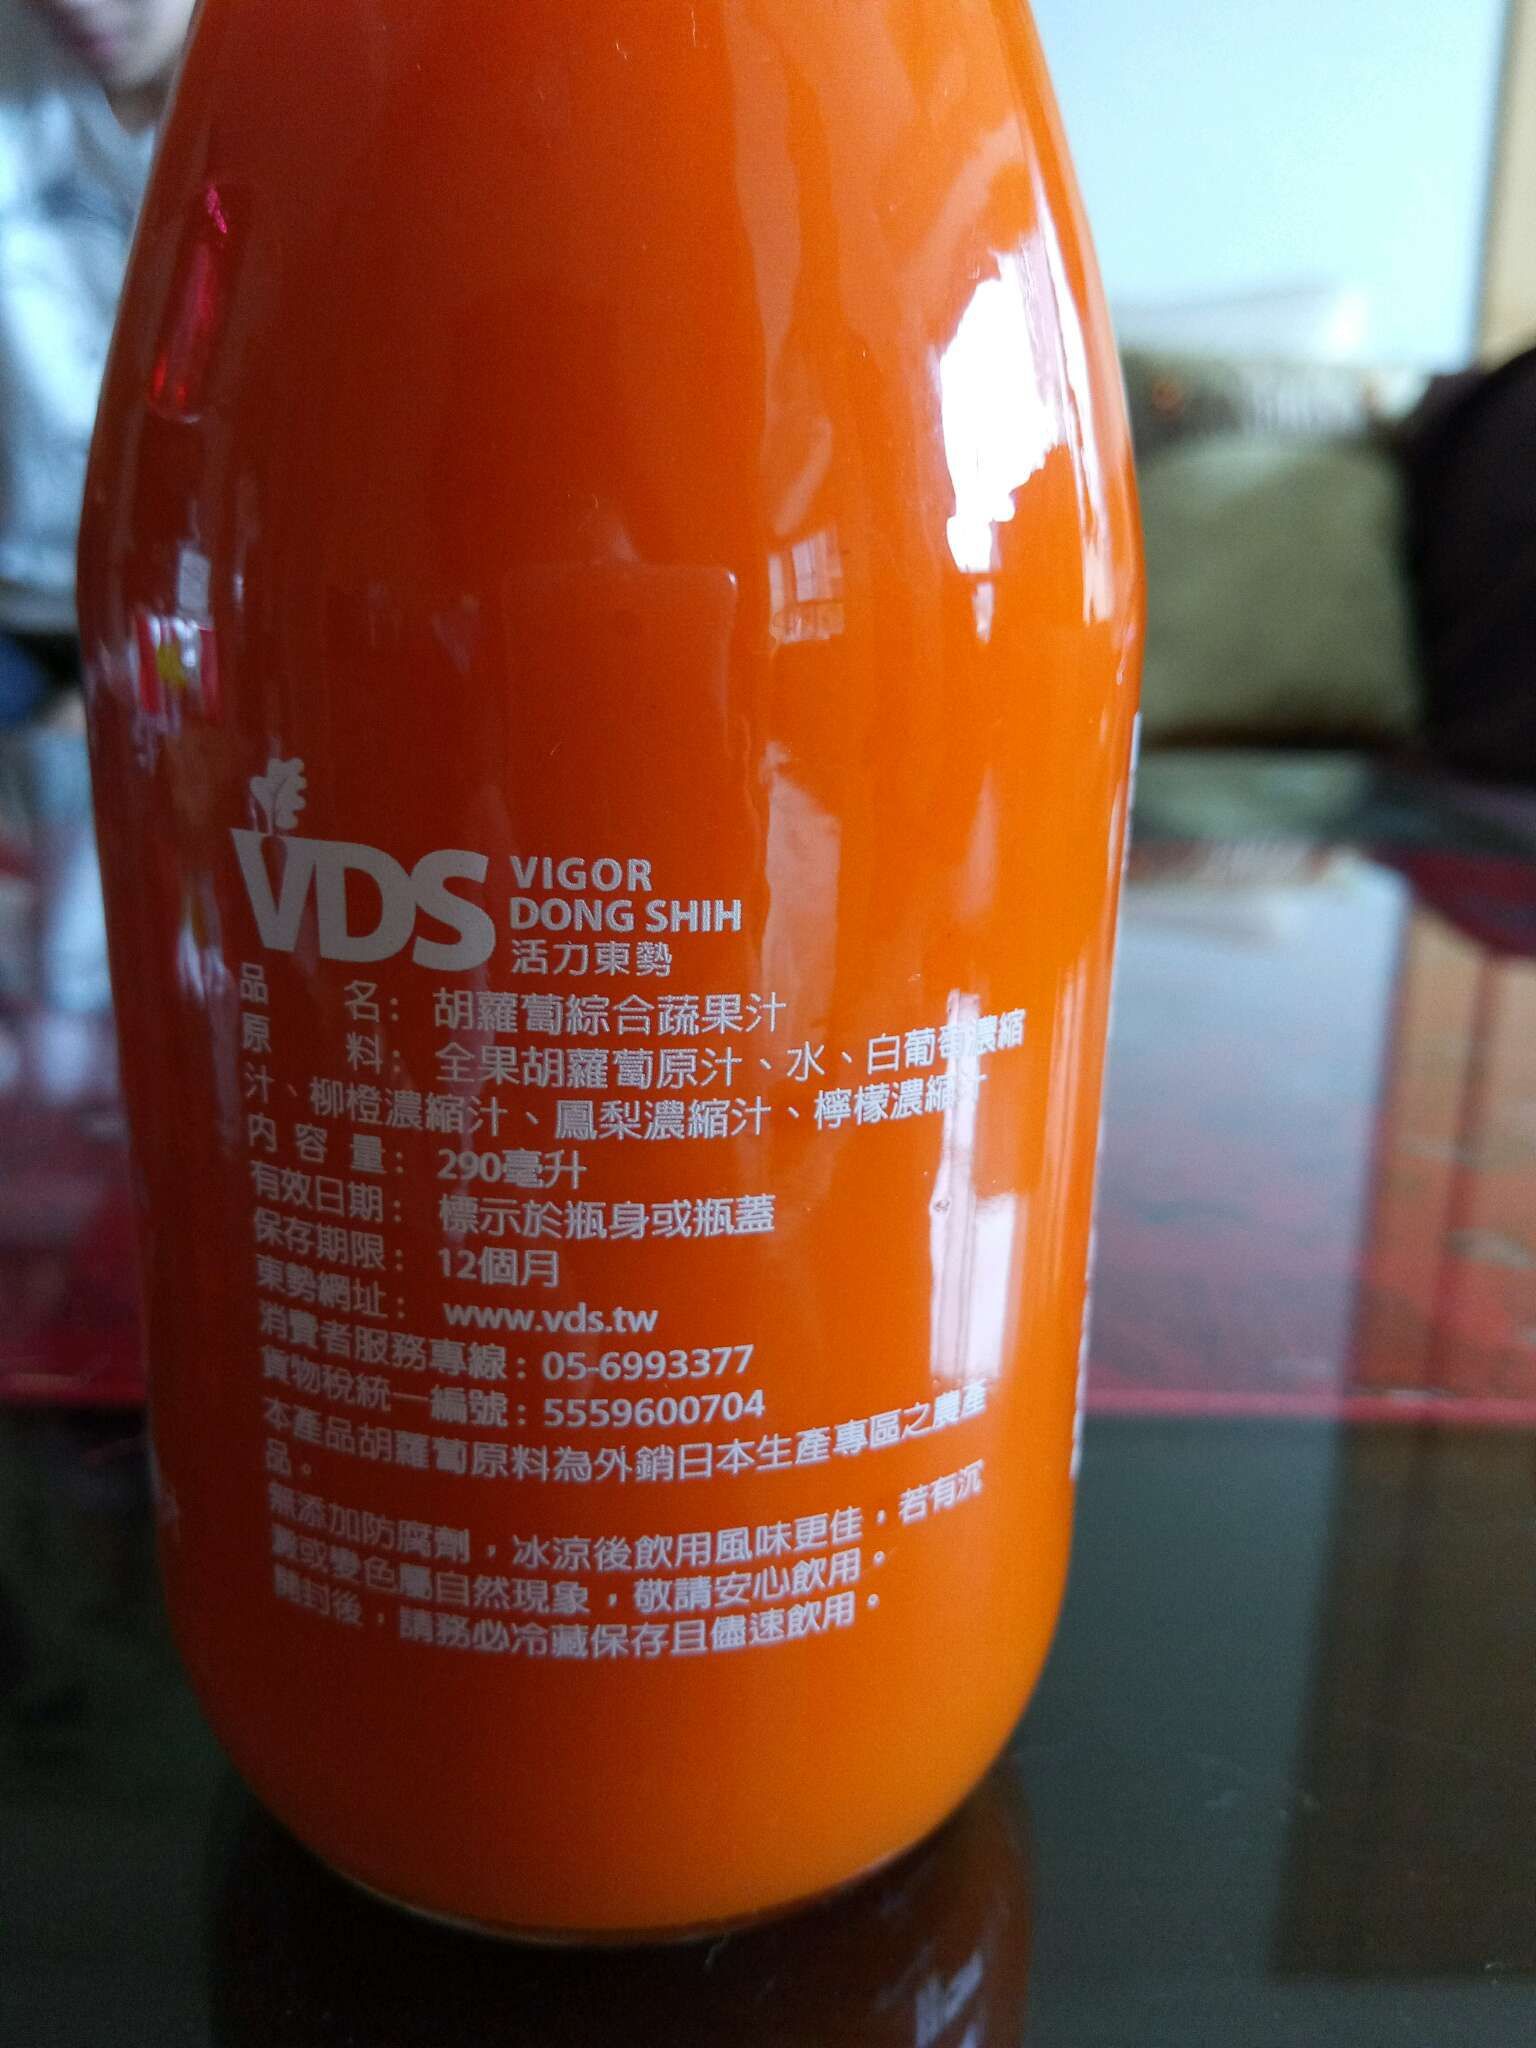 VDS
VIGOR
DONG SHIH
活力東勢
品 名: 胡蘿蔔綜合蔬果汁
原 料: 全果胡蘿蔔原汁、水、白葡萄濃縮
汁、柳橙濃縮汁、鳳梨濃縮汁、檸檬濃縮汁
內容量: 290毫升
有效日期: 標示於瓶身或瓶蓋
保存期限: 12個月
東勢網址: www.vds.tw
消費者服務專線: 05-6993377
貨物稅統一編號: 5559600704
本產品胡蘿蔔原料為外銷日本生產專區之農產
品。
無添加防腐劑，冰涼後飲用風味更佳，若有沉
澱或變色屬自然現象，敬請安心飲用。
開封後，請務必冷藏保存且儘速飲用。